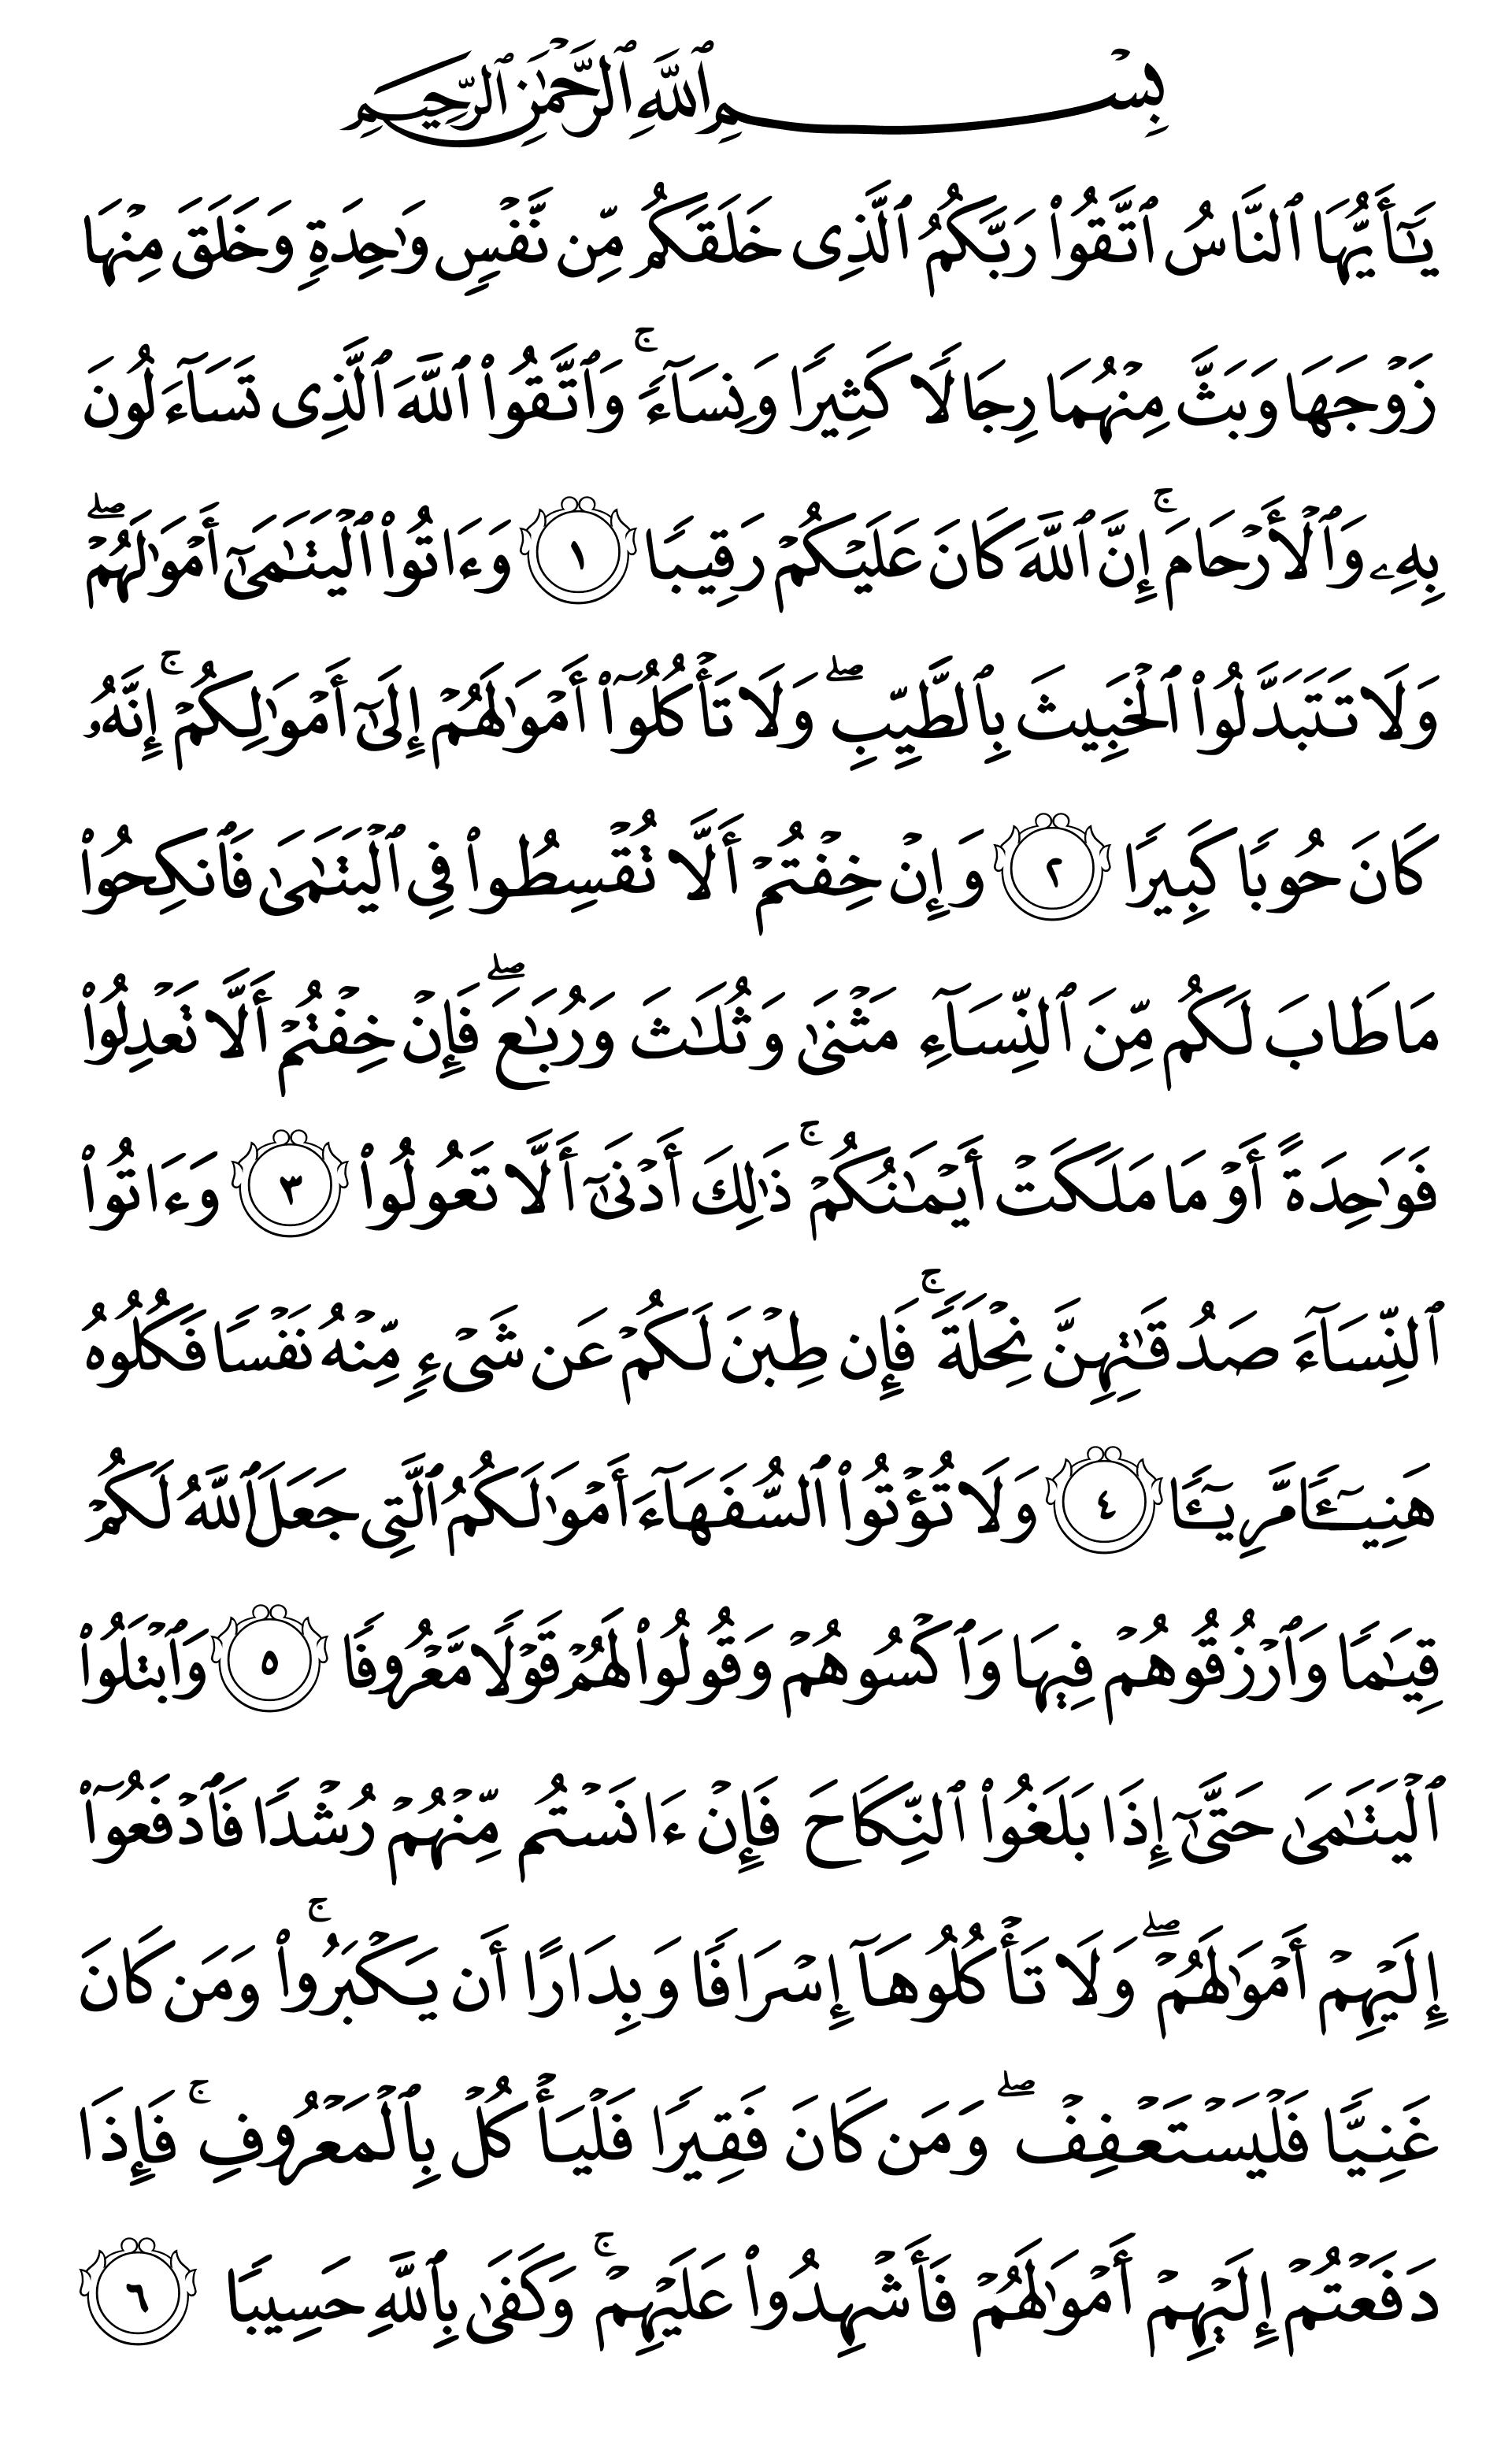 بِسۡمِ ٱللَّهِ ٱلرَّحۡمَٰنِ ٱلرَّحِيمِ
يَٰٓأَيُّهَا ٱلنَّاسُ ٱتَّقُوا۟ رَبَّكُمُ ٱلَّذِى خَلَقَكُم مِّن نَّفۡسٍ وَٰحِدَةٍ وَخَلَقَ مِنۡهَا
زَوۡجَهَا وَبَثَّ مِنۡهُمَا رِجَالًا كَثِيرًا وَنِسَآءًۚ وَٱتَّقُوا۟ ٱللَّهَ ٱلَّذِى تَسَآءَلُونَ
بِهِۦ وَٱلۡأَرۡحَامَۚ إِنَّ ٱللَّهَ كَانَ عَلَيۡكُمۡ رَقِيبًا ١ وَءَاتُوا۟ ٱلۡيَتَٰمَىٰٓ أَمۡوَٰلَهُمۡۖ
وَلَا تَتَبَدَّلُوا۟ ٱلۡخَبِيثَ بِٱلطَّيِّبِۖ وَلَا تَأۡكُلُوٓا۟ أَمۡوَٰلَهُمۡ إِلَىٰٓ أَمۡوَٰلِكُمۡۚ إِنَّهُۥ
كَانَ حُوبًا كَبِيرًا ٢ وَإِنۡ خِفۡتُمۡ أَلَّا تُقۡسِطُوا۟ فِى ٱلۡيَتَٰمَىٰ فَٱنكِحُوا۟
مَا طَابَ لَكُم مِّنَ ٱلنِّسَآءِ مَثۡنَىٰ وَثُلَٰثَ وَرُبَٰعَۖ فَإِنۡ خِفۡتُمۡ أَلَّا تَعۡدِلُوا۟
فَوَٰحِدَةً أَوۡ مَا مَلَكَتۡ أَيۡمَٰنُكُمۡۚ ذَٰلِكَ أَدۡنَىٰٓ أَلَّا تَعُولُوا۟ ٣ وَءَاتُوا۟
ٱلنِّسَآءَ صَدُقَٰتِهِنَّ نِحۡلَةًۚ فَإِن طِبۡنَ لَكُمۡ عَن شَىۡءٍ مِّنۡهُ نَفۡسًا فَكُلُوهُ
هَنِيٓـًٔا مَّرِيٓـًٔا ٤ وَلَا تُؤۡتُوا۟ ٱلسُّفَهَآءَ أَمۡوَٰلَكُمُ ٱلَّتِى جَعَلَ ٱللَّهُ لَكُمۡ
قِيَٰمًا وَٱرۡزُقُوهُمۡ فِيهَا وَٱكۡسُوهُمۡ وَقُولُوا۟ لَهُمۡ قَوۡلًا مَّعۡرُوفًا ٥ وَٱبۡتَلُوا۟
ٱلۡيَتَٰمَىٰ حَتَّىٰٓ إِذَا بَلَغُوا۟ ٱلنِّكَاحَ فَإِنۡ ءَانَسۡتُم مِّنۡهُمۡ رُشۡدًا فَٱدۡفَعُوٓا۟
إِلَيۡهِمۡ أَمۡوَٰلَهُمۡۖ وَلَا تَأۡكُلُوهَآ إِسۡرَافًا وَبِدَارًا أَن يَكۡبَرُوا۟ۚ وَمَن كَانَ
غَنِيًّا فَلۡيَسۡتَعۡفِفۡۖ وَمَن كَانَ فَقِيرًا فَلۡيَأۡكُلۡ بِٱلۡمَعۡرُوفِۚ فَإِذَا
دَفَعۡتُمۡ إِلَيۡهِمۡ أَمۡوَٰلَهُمۡ فَأَشۡهِدُوا۟ عَلَيۡهِمۡۚ وَكَفَىٰ بِٱللَّهِ حَسِيبًا ٦